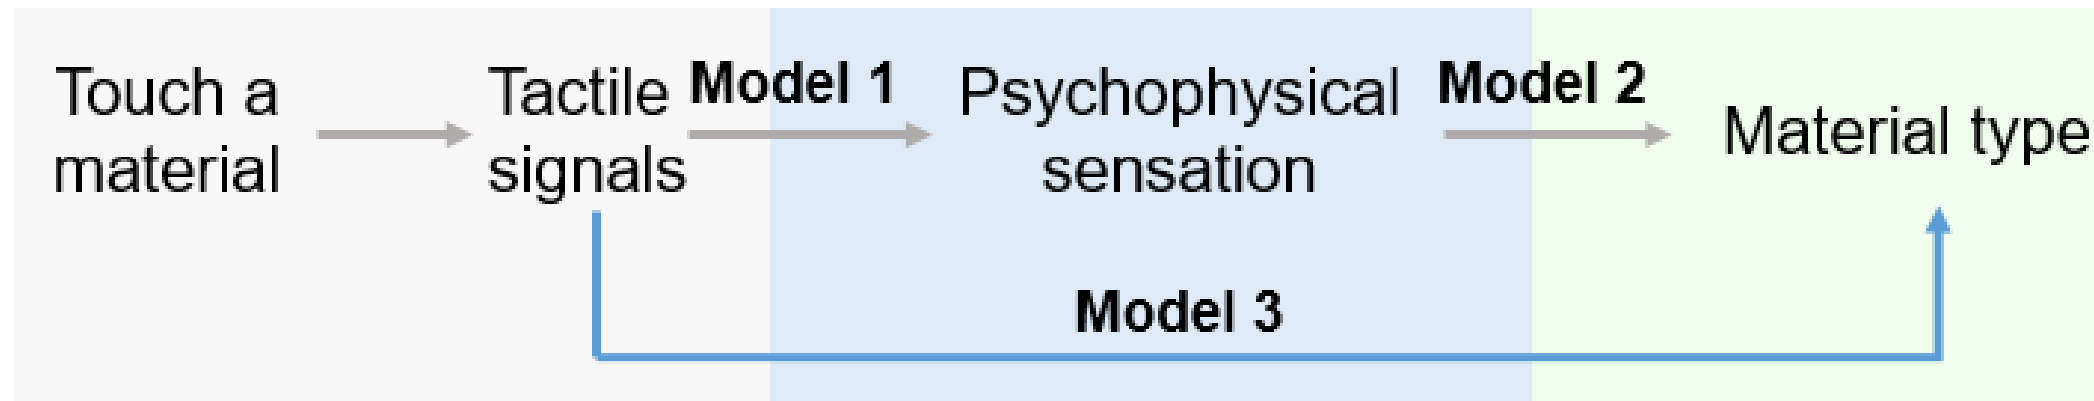 Touch a
material
Tactile
signals
Model 1
Psychophysical
sensation
Model 2
Material type
Model 3